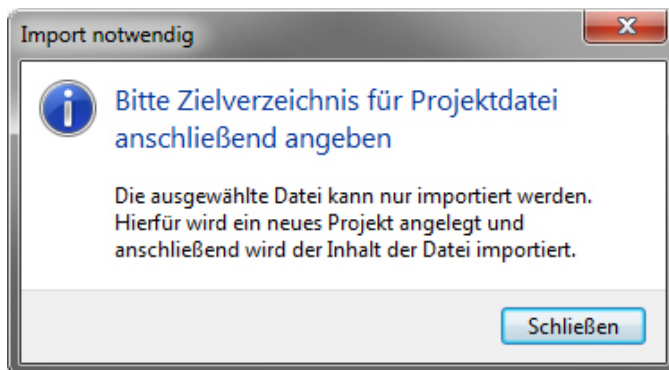 Import notwendig
Bitte Zielverzeichnis für Projektdatei
anschließend angeben
Die ausgewählte Datei kann nur importiert werden.
Hierfür wird ein neues Projekt angelegt und
anschließend wird der Inhalt der Datei importiert.
Schließen